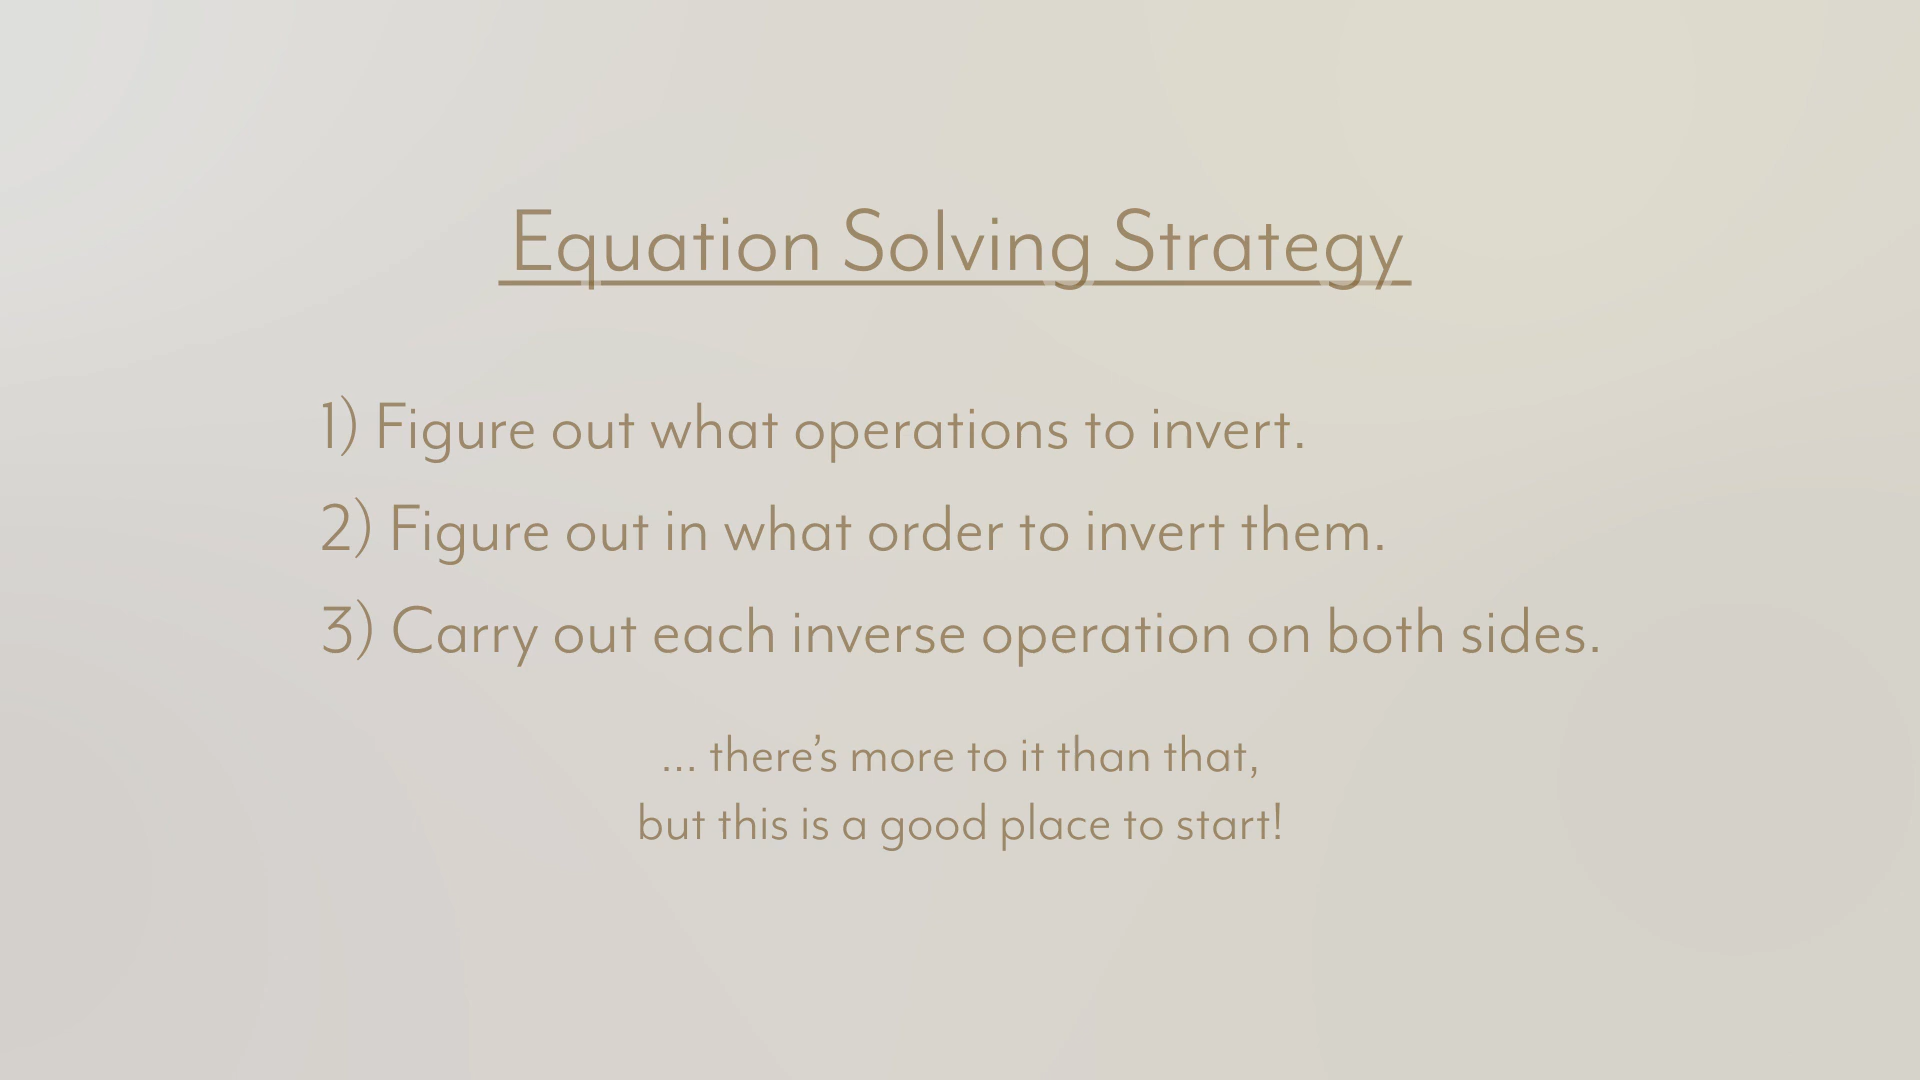 Equation Solving Strategy
1) Figure out what operations to invert.
2) Figure out in what order to invert them.
3) Carry out each inverse operation on both sides.
... there’s more to it than that,
but this is a good place to start!